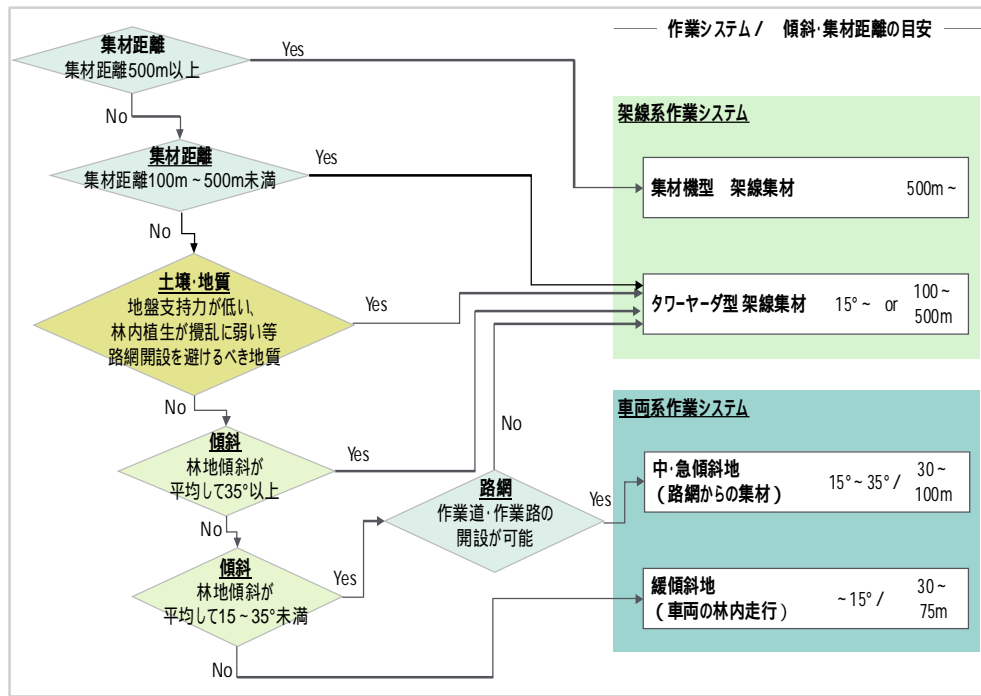 作業システム / 傾斜・集材距離の目安
集材距離
集材距離500m以上
Yes
No
架線系作業システム
集材機型 架線集材 500m~
集材距離
集材距離100m~500m未満
Yes
No
タワーヤーダ型 架線集材 15°~ or 100~
500m
土壌・地質
地盤支持力が低い、
林内植生が攪乱に弱い等
路網開設を避けるべき地質
Yes
No
傾斜
林地傾斜が
平均して35°以上
Yes
No
路網
作業道・作業路の
開設が可能
No
Yes
車両系作業システム
中・急傾斜地
(路網からの集材) 15°~35°/ 30~
100m
傾斜
林地傾斜が
平均して15~35°未満
Yes
No
緩傾斜地
(車両の林内走行) ~15°/ 30~
75m